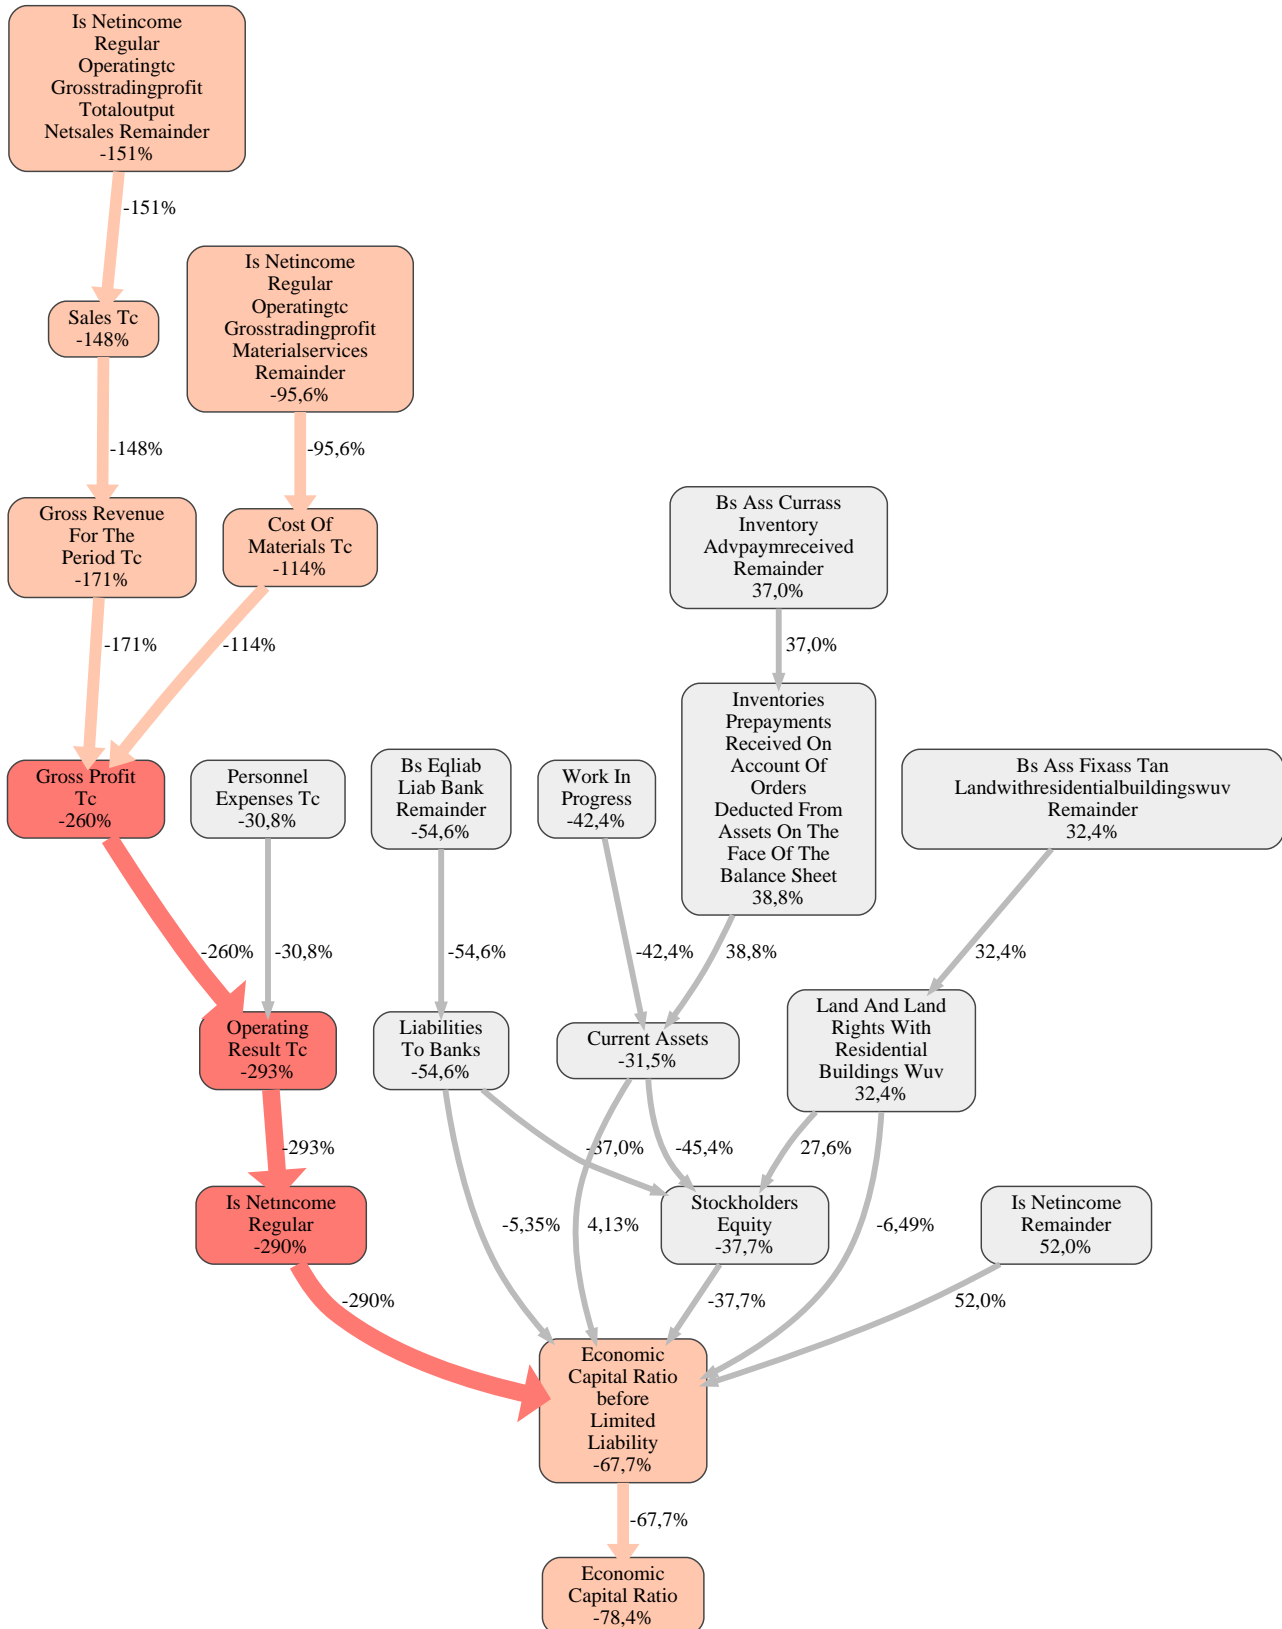 Is Netincome
Regular
Operatingtc
Grosstradingprofit
Totaloutput
Netsales Remainder
-151%
-151%
Is Netincome
Regular
Operatingtc
Grosstradingprofit
Materialservices
Remainder
-95,6%
Sales Tc
-148%
-148%
-95,6%
Gross Revenue
For The
Period Tc
-171%
Cost Of
Materials Tc
-114%
Bs Ass Currass
Inventory
Advpaymreceived
Remainder
37,0%
-171%
-114%
37,0%
Gross Profit
Tc
-260%
Personnel
Expenses Tc
-30,8%
Bs Eqliab
Liab Bank
Remainder
-54,6%
Work In
Progress
-42,4%
Inventories
Prepayments
Received On
Account Of
Orders
Deducted From
Assets On The
Face Of The
Balance Sheet
38,8%
Bs Ass Fixass Tan
Landwithresidentialbuildingswuv
Remainder
32,4%
-260%
-30,8%
-54,6%
-42,4%
38,8%
32,4%
Operating
Result Tc
-293%
Liabilities
To Banks
-54,6%
Current Assets
-31,5%
Land And Land
Rights With
Residential
Buildings Wuv
32,4%
-293%
-37,0%
-45,4%
27,6%
Is Netincome
Regular
-290%
-5,35%
4,13%
Stockholders
Equity
-37,7%
-6,49%
Is Netincome
Remainder
52,0%
-290%
-37,7%
52,0%
Economic
Capital Ratio
before
Limited
Liability
-67,7%
-67,7%
Economic
Capital Ratio
-78,4%